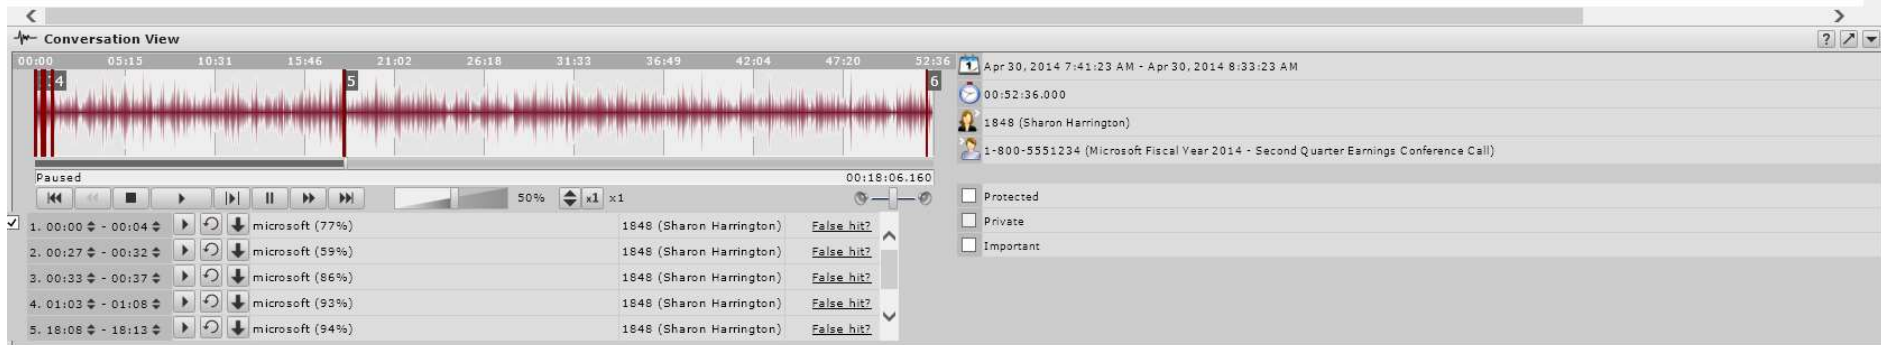 Conversation View
?
00:00 05:15 10:31 15:46 21:02 26:18 31:33 36:49 42:04 47:20 52:36
4 5 6
Paused 00:18:06.160
50% x1 x1
1. 00:00 - 00:04 microsoft (77%) 1848 (Sharon Harrington) False hit?
2. 00:27 - 00:32 microsoft (59%) 1848 (Sharon Harrington) False hit?
3. 00:33 - 00:37 microsoft (86%) 1848 (Sharon Harrington) False hit?
4. 01:03 - 01:08 microsoft (93%) 1848 (Sharon Harrington) False hit?
5. 18:08 - 18:13 microsoft (94%) 1848 (Sharon Harrington) False hit?
1 Apr 30, 2014 7:41:23 AM - Apr 30, 2014 8:33:23 AM
00:52:36.000
1848 (Sharon Harrington)
1-800-5551234 (Microsoft Fiscal Year 2014 - Second Quarter Earnings Conference Call)
Protected
Private
Important